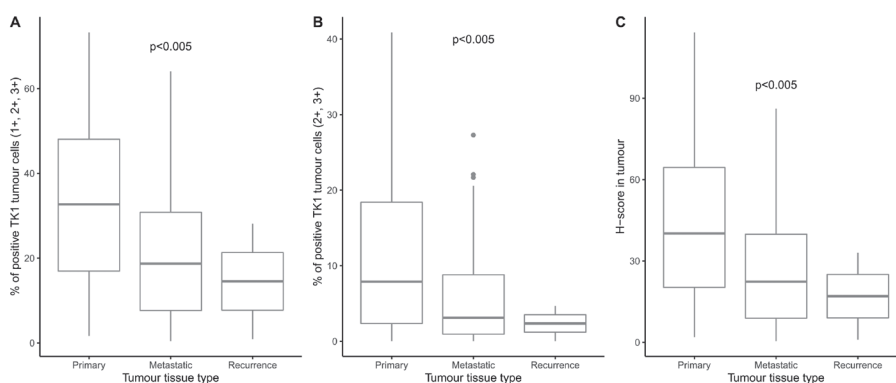 A
p<0.005
% of positive TK1 tumour cells (1+, 2+, 3+)
60
40
20
0
Primary
Metastatic
Recurrence
Tumour tissue type
B
p<0.005
% of positive TK1 tumour cells (2+, 3+)
40
30
20
10
0
Primary
Metastatic
Recurrence
Tumour tissue type
C
p<0.005
H-score in tumour
90
60
30
0
Primary
Metastatic
Recurrence
Tumour tissue type